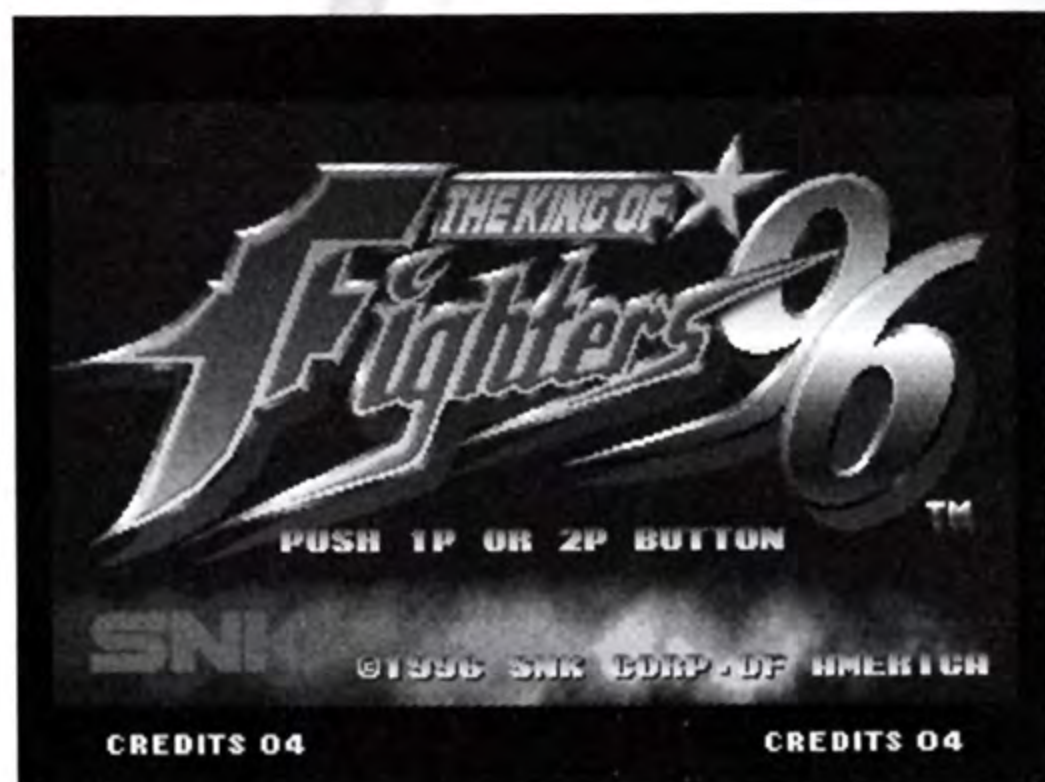 THE KING OF
Fighters 96
TM
PUSH 1P OR 2P BUTTON
SNK
©1996 SNK CORP.OF AMERICA
CREDITS 04 CREDITS 04